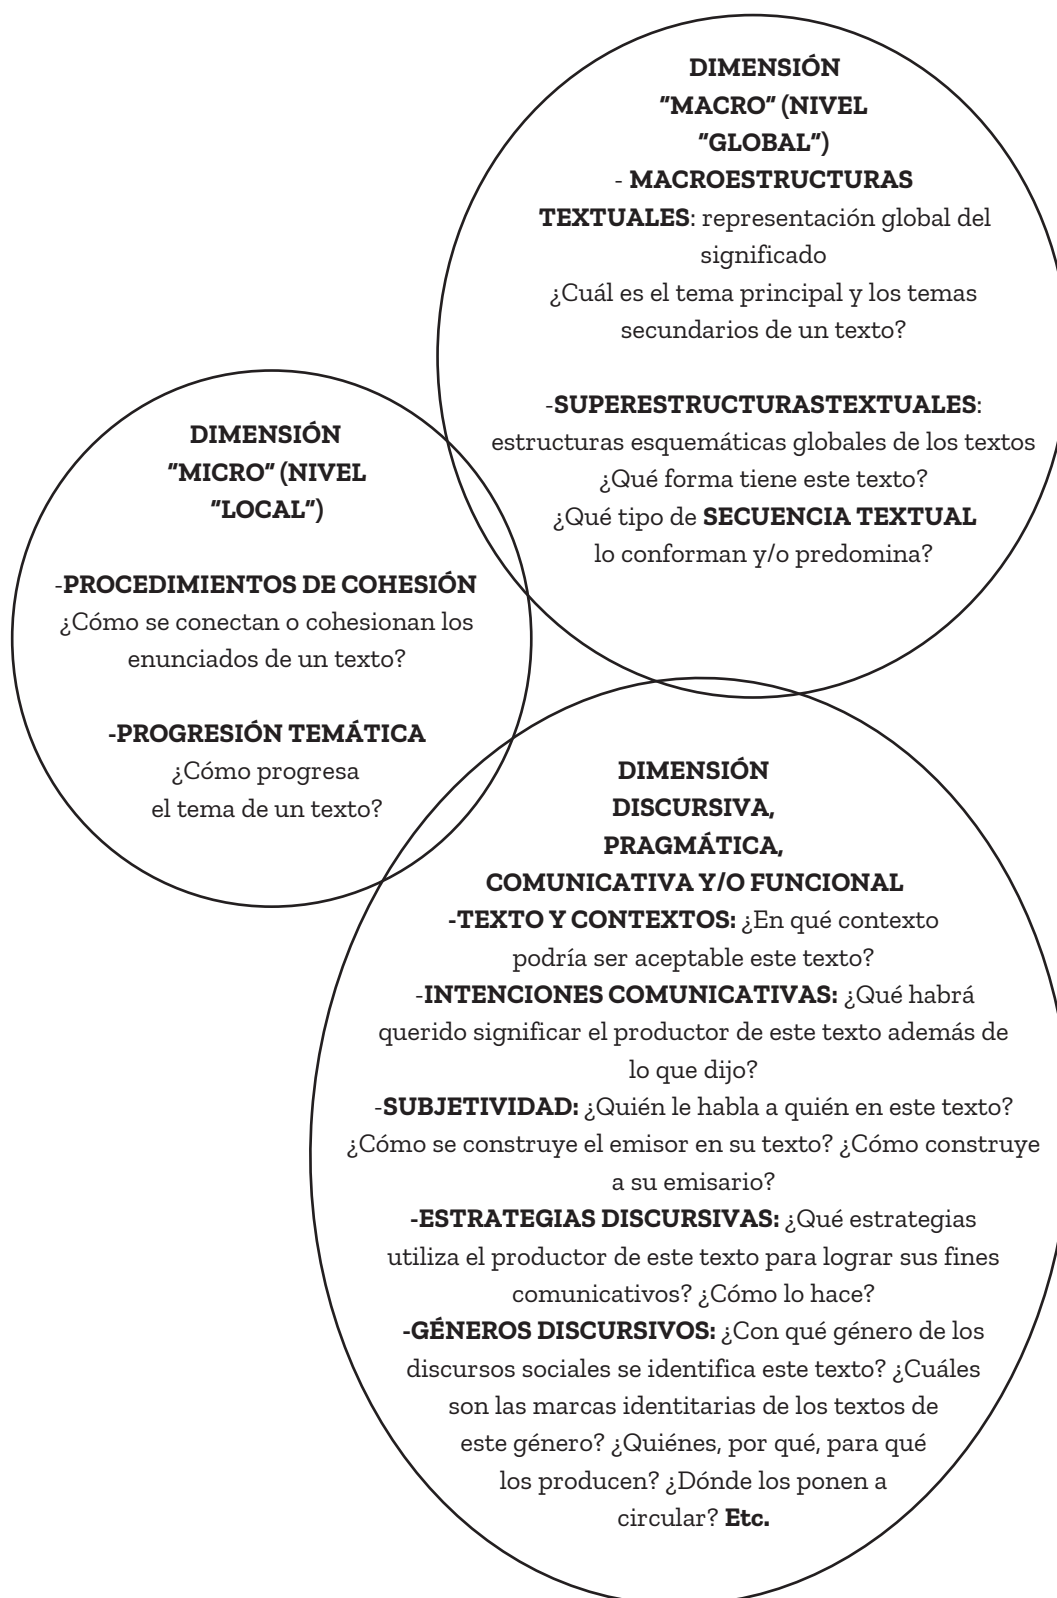 DIMENSIÓN
"MACRO" (NIVEL
"GLOBAL")
- MACROESTRUCTURAS
TEXTUALES: representación global del
significado
¿Cuál es el tema principal y los temas
secundarios de un texto?
-SUPERESTRUCTURASTEXTUALES:
estructuras esquemáticas globales de los textos
¿Qué forma tiene este texto?
¿Qué tipo de SECUENCIA TEXTUAL
lo conforman y/o predomina?
DIMENSIÓN
"MICRO" (NIVEL
"LOCAL")
-PROCEDIMIENTOS DE COHESIÓN
¿Cómo se conectan o cohesionan los
enunciados de un texto?
-PROGRESIÓN TEMÁTICA
¿Cómo progresa
el tema de un texto?
DIMENSIÓN
DISCURSIVA,
PRAGMÁTICA,
COMUNICATIVA Y/O FUNCIONAL
-TEXTO Y CONTEXTOS: ¿En qué contexto
podría ser aceptable este texto?
-INTENCIONES COMUNICATIVAS: ¿Qué habrá
querido significar el productor de este texto además de
lo que dijo?
-SUBJETIVIDAD: ¿Quién le habla a quién en este texto?
¿Cómo se construye el emisor en su texto? ¿Cómo construye
a su emisario?
-ESTRATEGIAS DISCURSIVAS: ¿Qué estrategias
utiliza el productor de este texto para lograr sus fines
comunicativos? ¿Cómo lo hace?
-GÉNEROS DISCURSIVOS: ¿Con qué género de los
discursos sociales se identifica este texto? ¿Cuáles
son las marcas identitarias de los textos de
este género? ¿Quiénes, por qué, para qué
los producen? ¿Dónde los ponen a
circular? Etc.